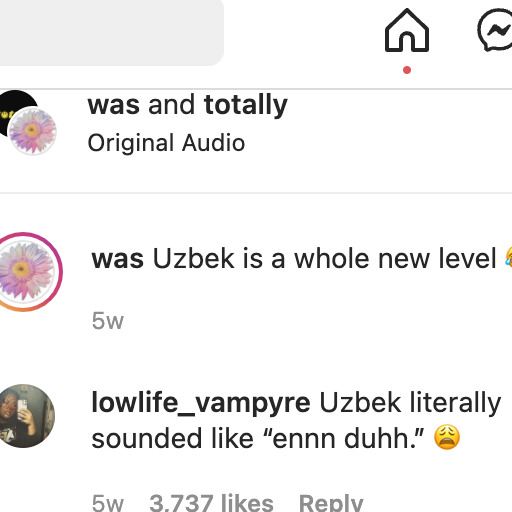 was and totally
Original Audio
was Uzbek is a whole new level 😂
5w
lowlife_vampyre Uzbek literally
sounded like “ennn duhh.” 😩
5w 3,737 likes Reply